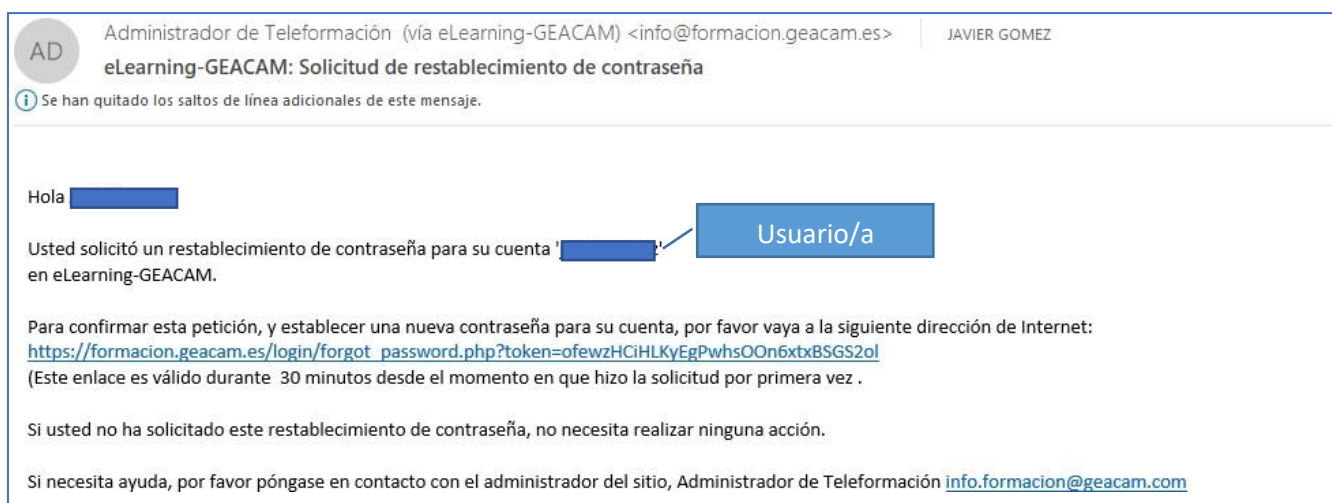 AD
Administrador de Teleformación (vía eLearning-GEACAM) <info@formacion.geacam.es>
JAVIER GOMEZ
eLearning-GEACAM: Solicitud de restablecimiento de contraseña
Se han quitado los saltos de línea adicionales de este mensaje.
Hola
Usted solicitó un restablecimiento de contraseña para su cuenta '
Usuario/a
en eLearning-GEACAM.
Para confirmar esta petición, y establecer una nueva contraseña para su cuenta, por favor vaya a la siguiente dirección de Internet:
https://formacion.geacam.es/login/forgot_password.php?token=ofewzHCiHLKyEgPwhsOOn6xtxBSGS2ol
(Este enlace es válido durante 30 minutos desde el momento en que hizo la solicitud por primera vez .
Si usted no ha solicitado este restablecimiento de contraseña, no necesita realizar ninguna acción.
Si necesita ayuda, por favor póngase en contacto con el administrador del sitio, Administrador de Teleformación info.formacion@geacam.com